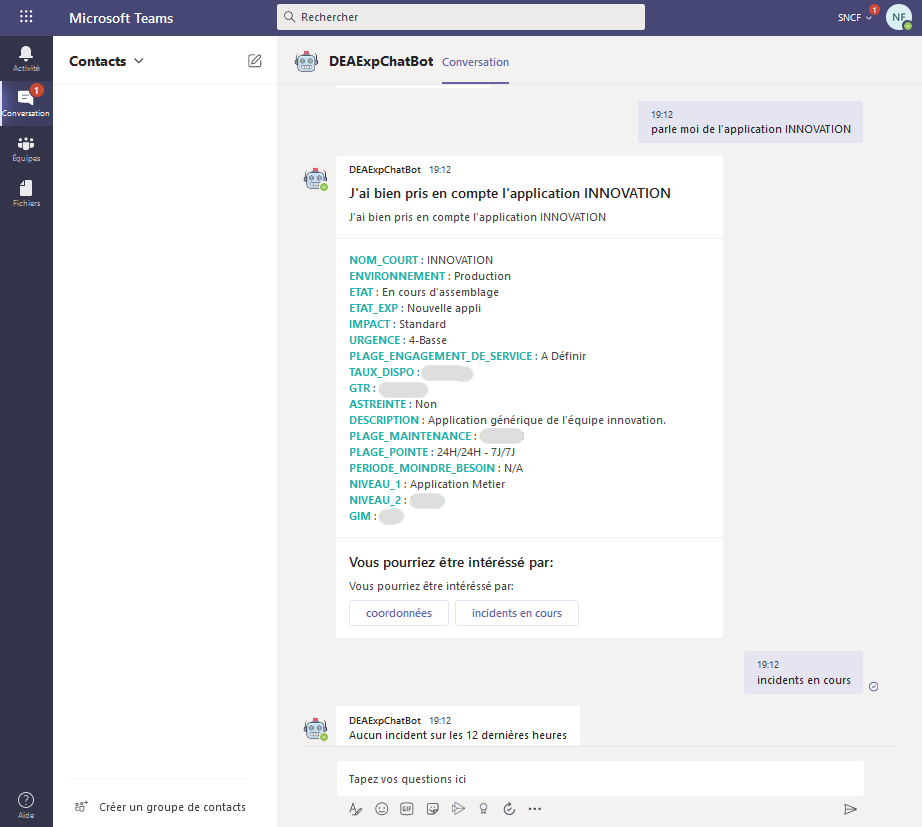 Microsoft Teams
Rechercher
SNCF
1
NF
Activité
1
Conversation
Équipes
Fichiers
Aide
Contacts
Créer un groupe de contacts
DEAExpChatBot Conversation
19:12
parle moi de l'application INNOVATION
DEAExpChatBot 19:12
J'ai bien pris en compte l'application INNOVATION
J'ai bien pris en compte l'application INNOVATION
NOM_COURT : INNOVATION
ENVIRONNEMENT : Production
ETAT : En cours d'assemblage
ETAT_EXP : Nouvelle appli
IMPACT : Standard
URGENCE : 4-Basse
PLAGE_ENGAGEMENT_DE_SERVICE : A Définir
TAUX_DISPO :
GTR :
ASTREINTE : Non
DESCRIPTION : Application générique de l'équipe innovation.
PLAGE_MAINTENANCE :
PLAGE_POINTE : 24H/24H - 7J/7J
PERIODE_MOINDRE_BESOIN : N/A
NIVEAU_1 : Application Metier
NIVEAU_2 :
GIM :
Vous pourriez être intéréssé par:
Vous pourriez être intéréssé par:
coordonnées
incidents en cours
19:12
incidents en cours
DEAExpChatBot 19:12
Aucun incident sur les 12 dernières heures
Tapez vos questions ici
GIF